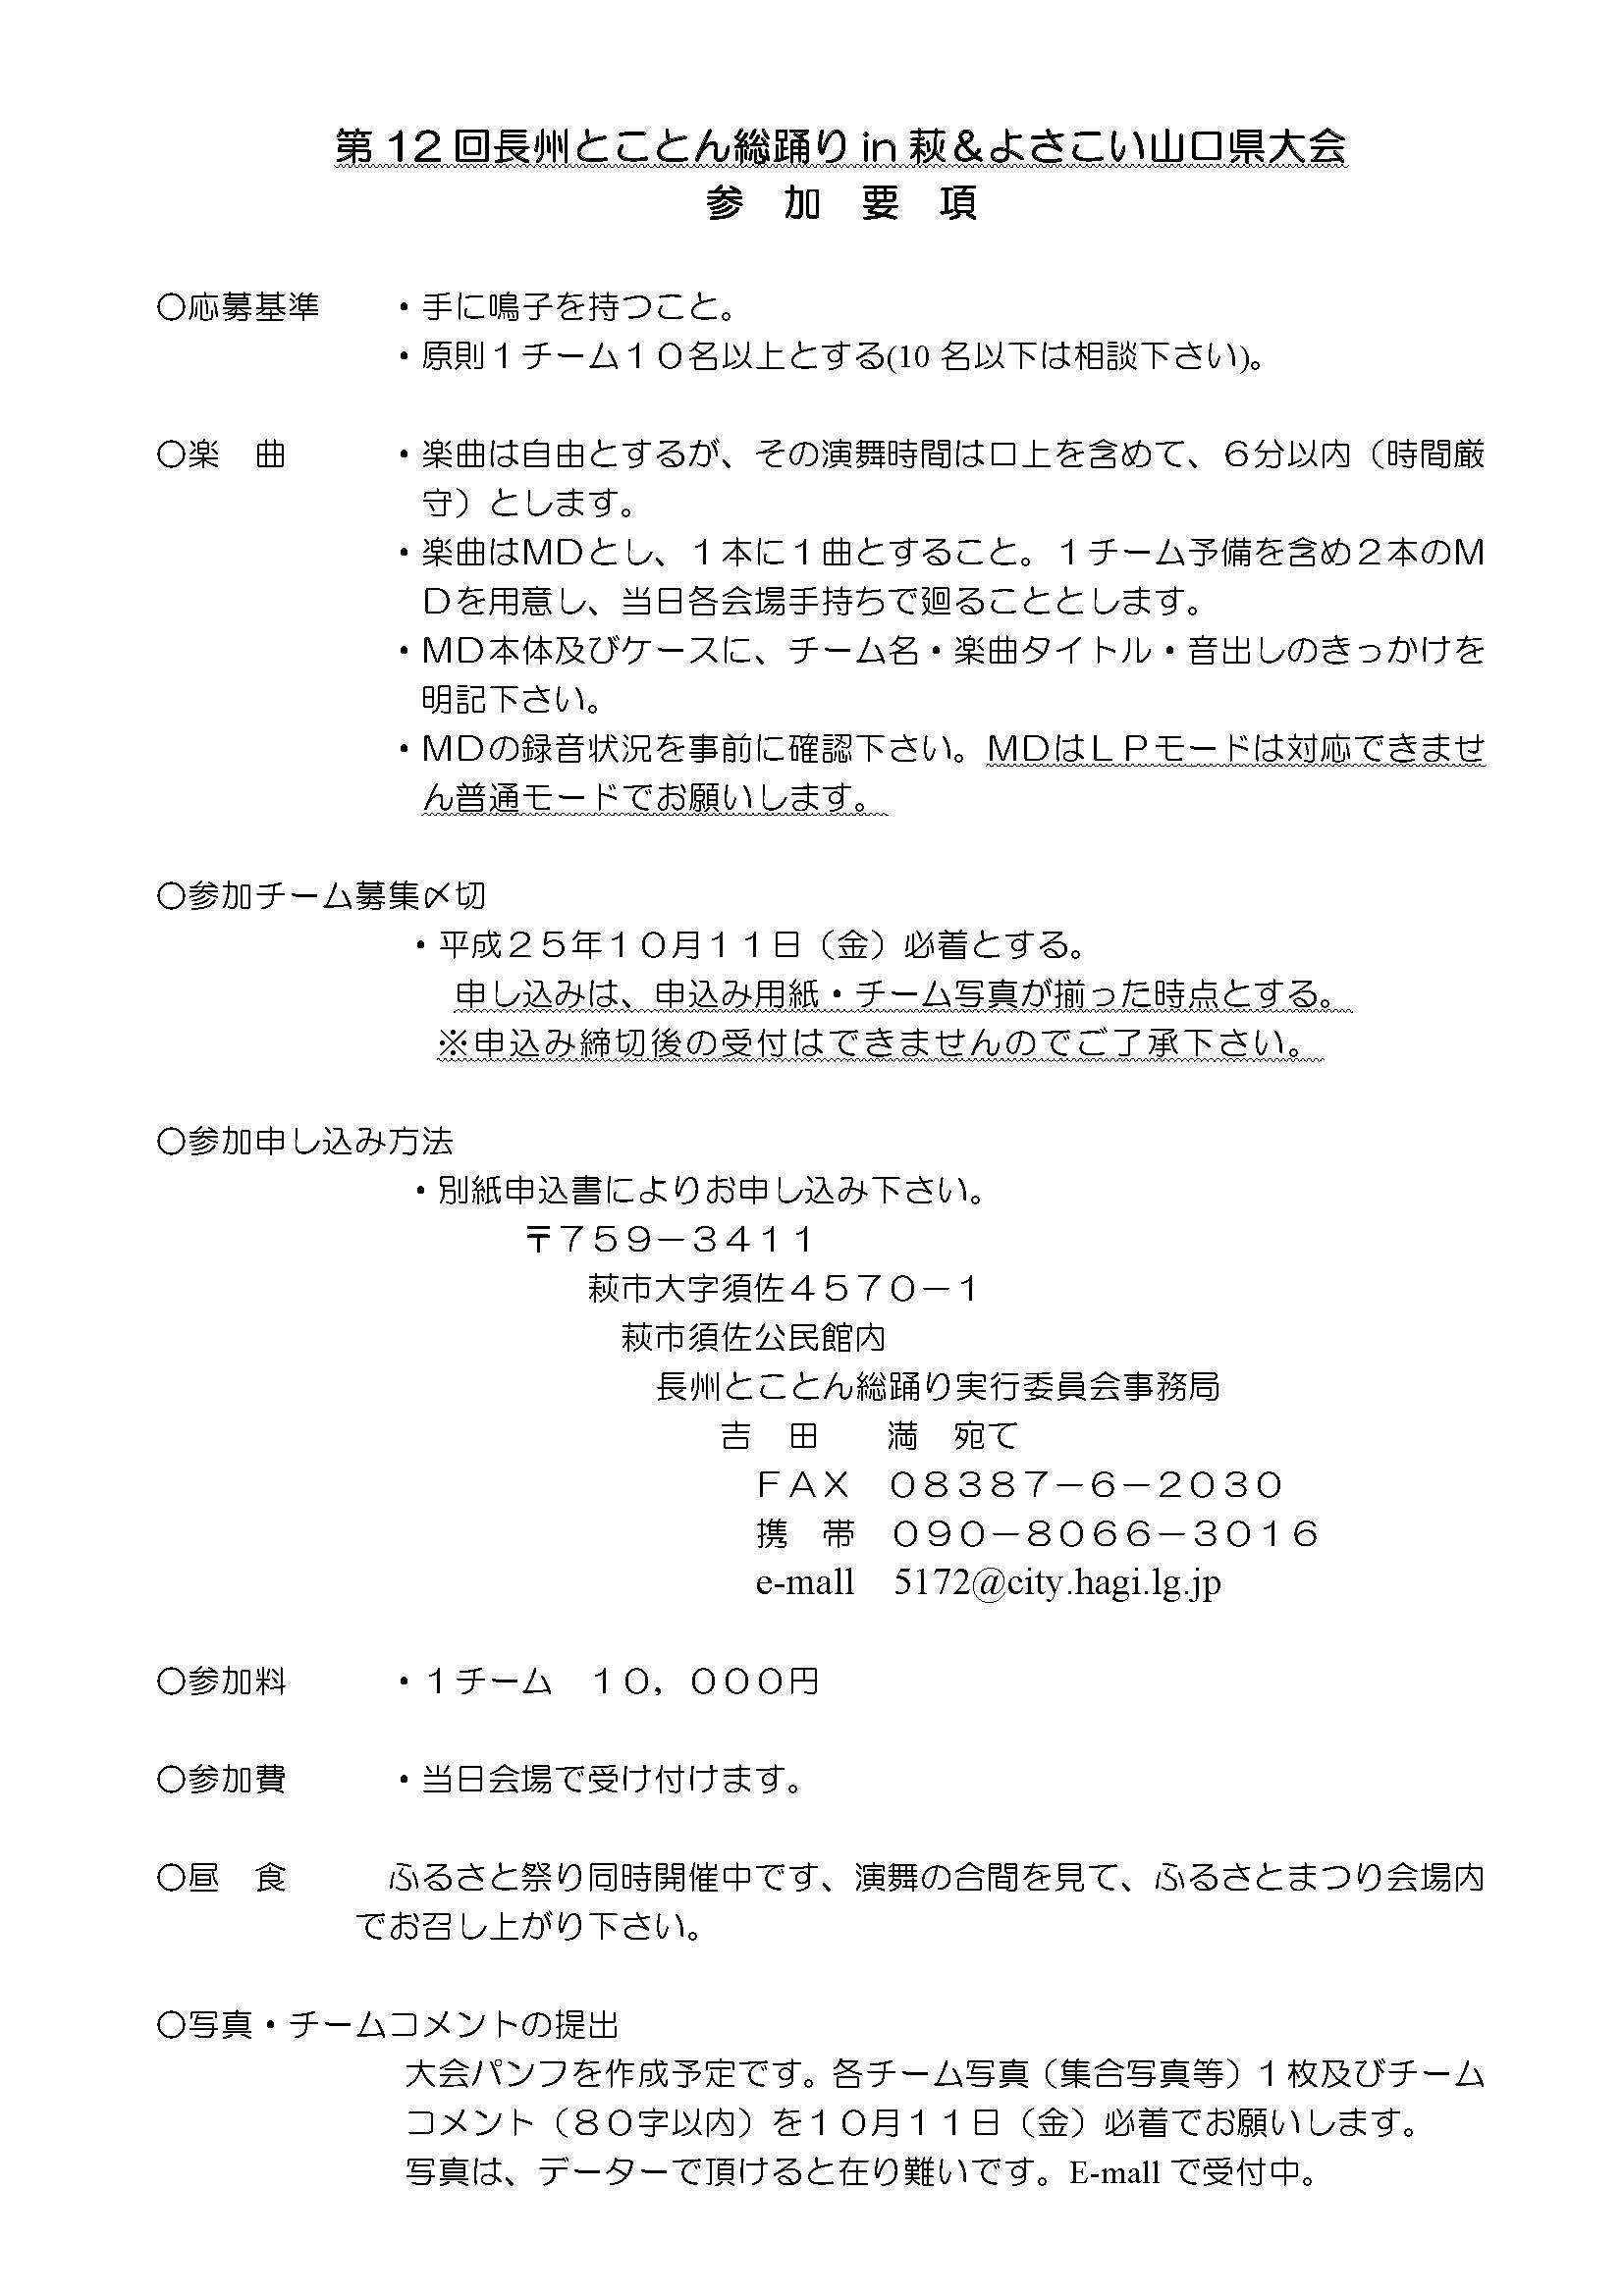 第12回長州とことん総踊りin萩＆よさこい山口県大会
参　加　要　項
〇応募基準　　・手に鳴子を持つこと。
・原則１チーム１０名以上とする(10名以下は相談下さい)。
〇楽　曲　　・楽曲は自由とするが、その演舞時間は口上を含めて、６分以内（時間厳
守）とします。
・楽曲はＭＤとし、１本に１曲とすること。１チーム予備を含め２本のＭ
Ｄを用意し、当日各会場手持ちで廻ることとします。
・ＭＤ本体及びケースに、チーム名・楽曲タイトル・音出しのきっかけを
明記下さい。
・ＭＤの録音状況を事前に確認下さい。ＭＤはＬＰモードは対応できませ
ん普通モードでお願いします。
〇参加チーム募集〆切
・平成２５年１０月１１日（金）必着とする。
申し込みは、申込み用紙・チーム写真が揃った時点とする。
※申込み締切後の受付はできませんのでご了承下さい。
〇参加申し込み方法
・別紙申込書によりお申し込み下さい。
〒７５９－３４１１
萩市大字須佐４５７０－１
萩市須佐公民館内
長州とことん総踊り実行委員会事務局
吉　田　　満　宛て
ＦＡＸ　０８３８７－６－２０３０
携　帯　０９０－８０６６－３０１６
e-mall　5172@city.hagi.lg.jp
〇参加料　　・１チーム　１０，０００円
〇参加費　　・当日会場で受け付けます。
〇昼　食　　ふるさと祭り同時開催中です、演舞の合間を見て、ふるさとまつり会場内
でお召し上がり下さい。
〇写真・チームコメントの提出
大会パンフを作成予定です。各チーム写真（集合写真等）１枚及びチーム
コメント（８０字以内）を１０月１１日（金）必着でお願いします。
写真は、データーで頂けると在り難いです。E-mallで受付中。